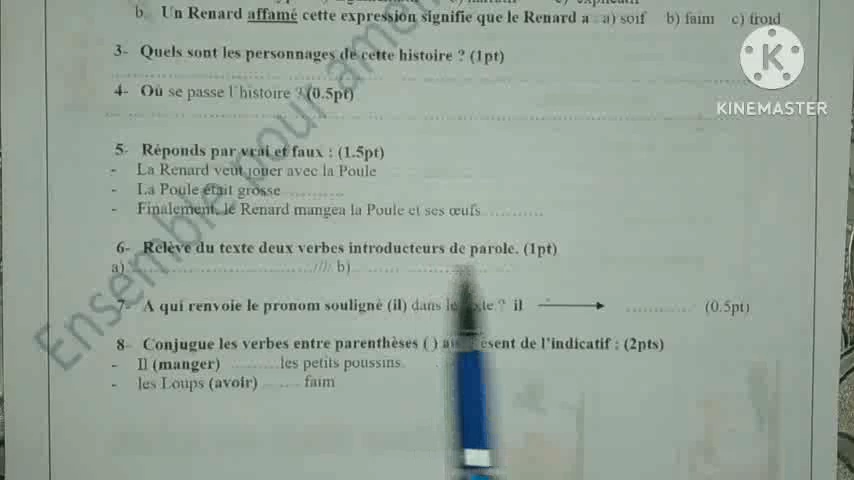 b. Un Renard affamé cette expression signifie que le Renard a : a) soif b) faim c) froid
3- Quels sont les personnages de cette histoire ? (1pt)
4- Où se passe l'histoire ? (0.5pt)
5- Réponds par vrai et faux : (1.5pt)
- La Renard veut jouer avec la Poule
- La Poule était grosse ............
- Finalement, le Renard mangea la Poule et ses œufs............
6- Relève du texte deux verbes introducteurs de parole. (1pt)
a) ............ /// b) ............
7- A qui renvoie le pronom souligné (il) dans le texte ? il → ............ (0.5pt)
8- Conjugue les verbes entre parenthèses ( ) au présent de l'indicatif : (2pts)
- Il (manger) ............ les petits poussins.
- les Loups (avoir) ............ faim
Ensemble pour
KINEMASTER